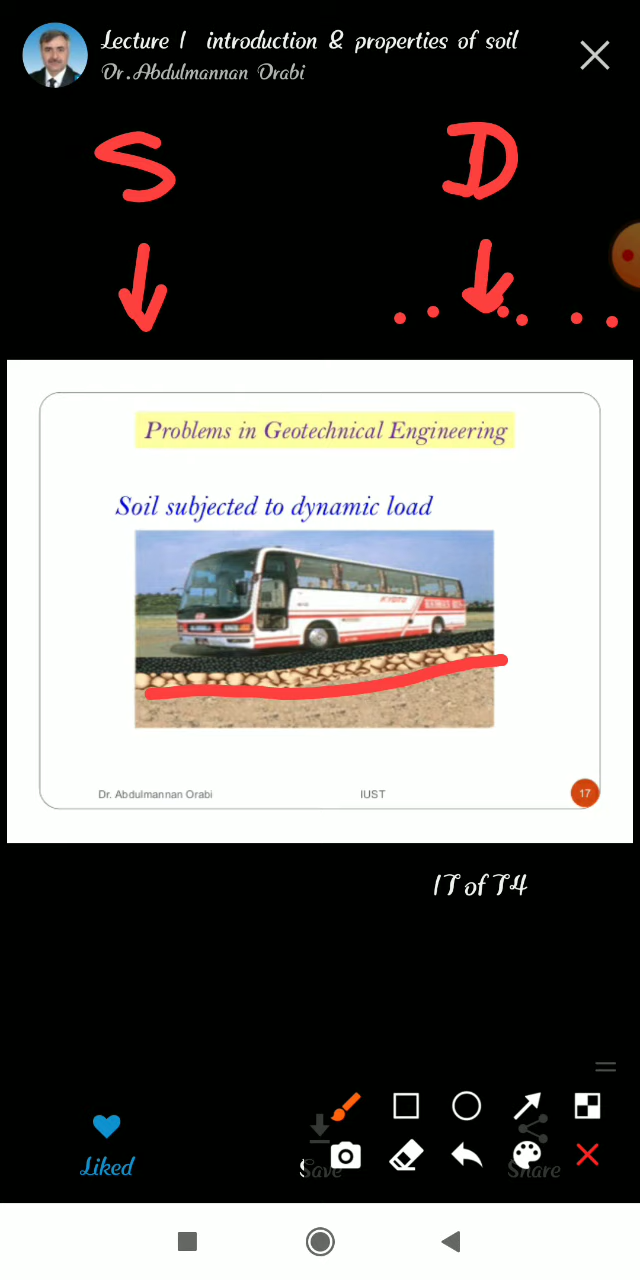 Lecture 1 introduction & properties of soil
Dr.Abdulmannan Orabi
S D
Problems in Geotechnical Engineering
Soil subjected to dynamic load
KYOTO
Dr. Abdulmannan Orabi IUST 17
17 of 74
Liked Save Share